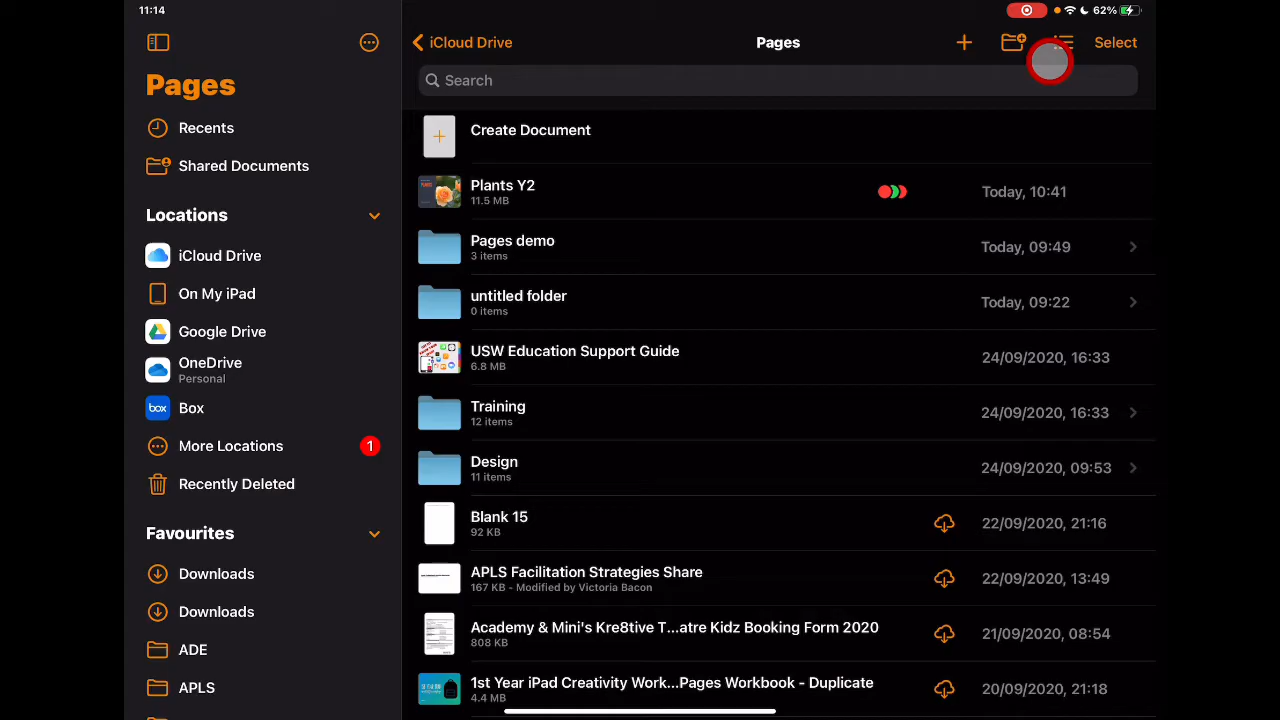 11:14
62%
Pages
Recents
Shared Documents
Locations
iCloud Drive
On My iPad
Google Drive
OneDrive
Personal
box
Box
More Locations
1
Recently Deleted
Favourites
Downloads
Downloads
ADE
APLS
iCloud Drive
Pages
Select
Search
Create Document
Plants Y2
11.5 MB
Today, 10:41
Pages demo
3 items
Today, 09:49
untitled folder
0 items
Today, 09:22
USW Education Support Guide
6.8 MB
24/09/2020, 16:33
Training
12 items
24/09/2020, 16:33
Design
11 items
24/09/2020, 09:53
Blank 15
92 KB
22/09/2020, 21:16
APLS Facilitation Strategies Share
167 KB - Modified by Victoria Bacon
22/09/2020, 13:49
Academy & Mini's Kre8tive T...atre Kidz Booking Form 2020
808 KB
21/09/2020, 08:54
1st Year iPad Creativity Work...Pages Workbook - Duplicate
4.4 MB
20/09/2020, 21:18